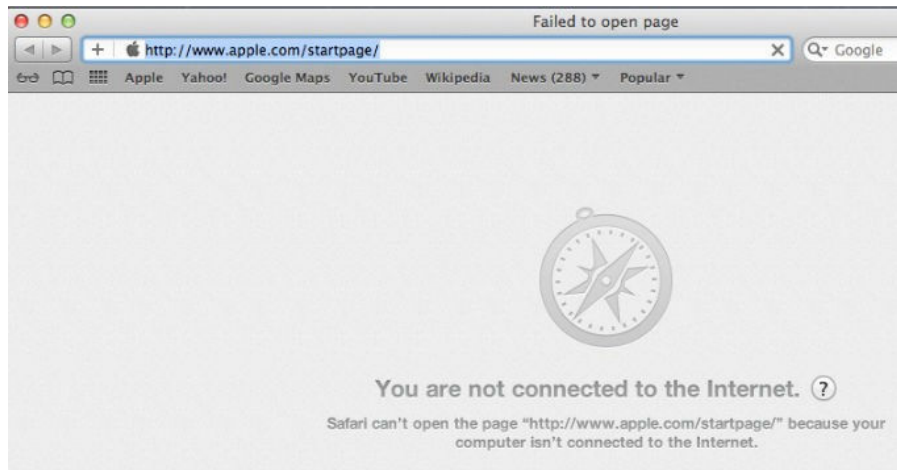 Failed to open page
+ http://www.apple.com/startpage/ Google
Apple Yahoo! Google Maps YouTube Wikipedia News (288) Popular
You are not connected to the Internet. ?
Safari can't open the page "http://www.apple.com/startpage/" because your
computer isn't connected to the Internet.